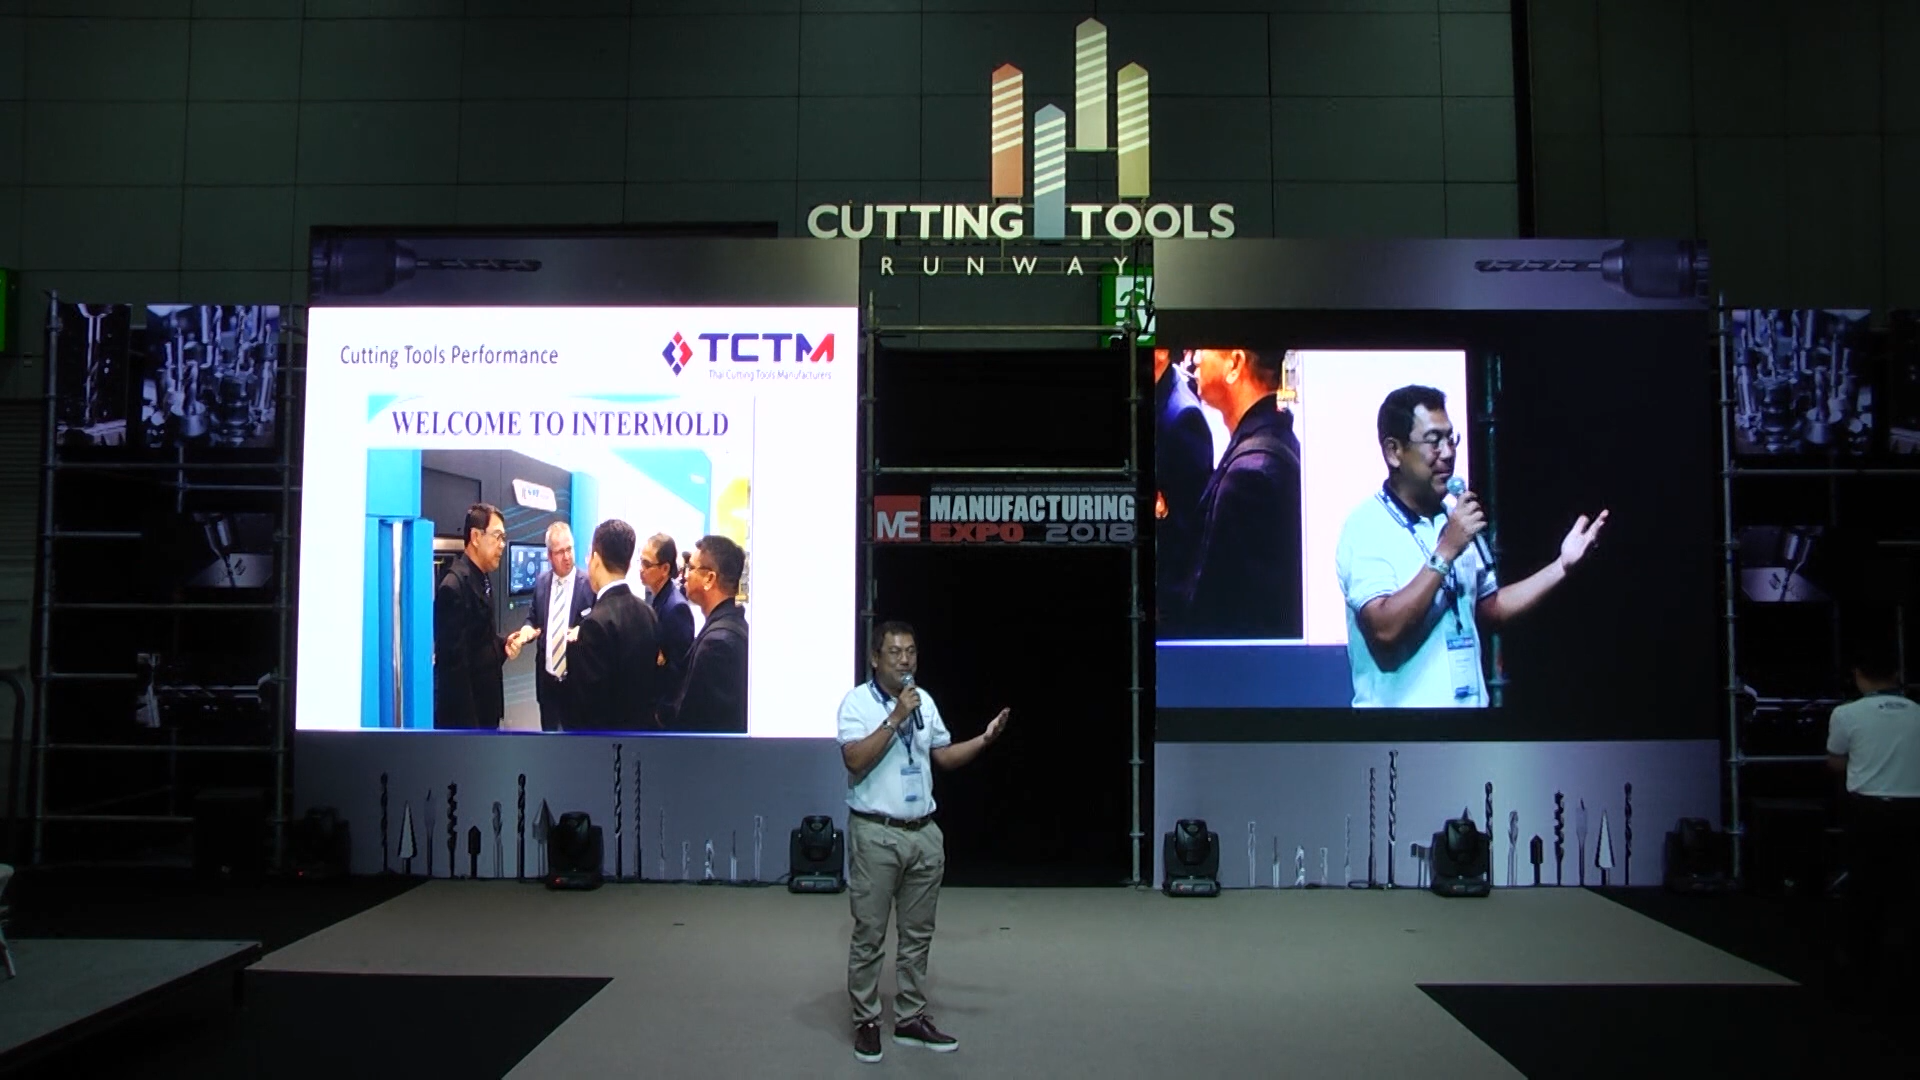 CUTTING TOOLS
RUNWAY
Cutting Tools Performance
TCTM
Thai Cutting Tools Manufacturers
WELCOME TO INTERMOLD
ME
MANUFACTURING
EXPO 2018